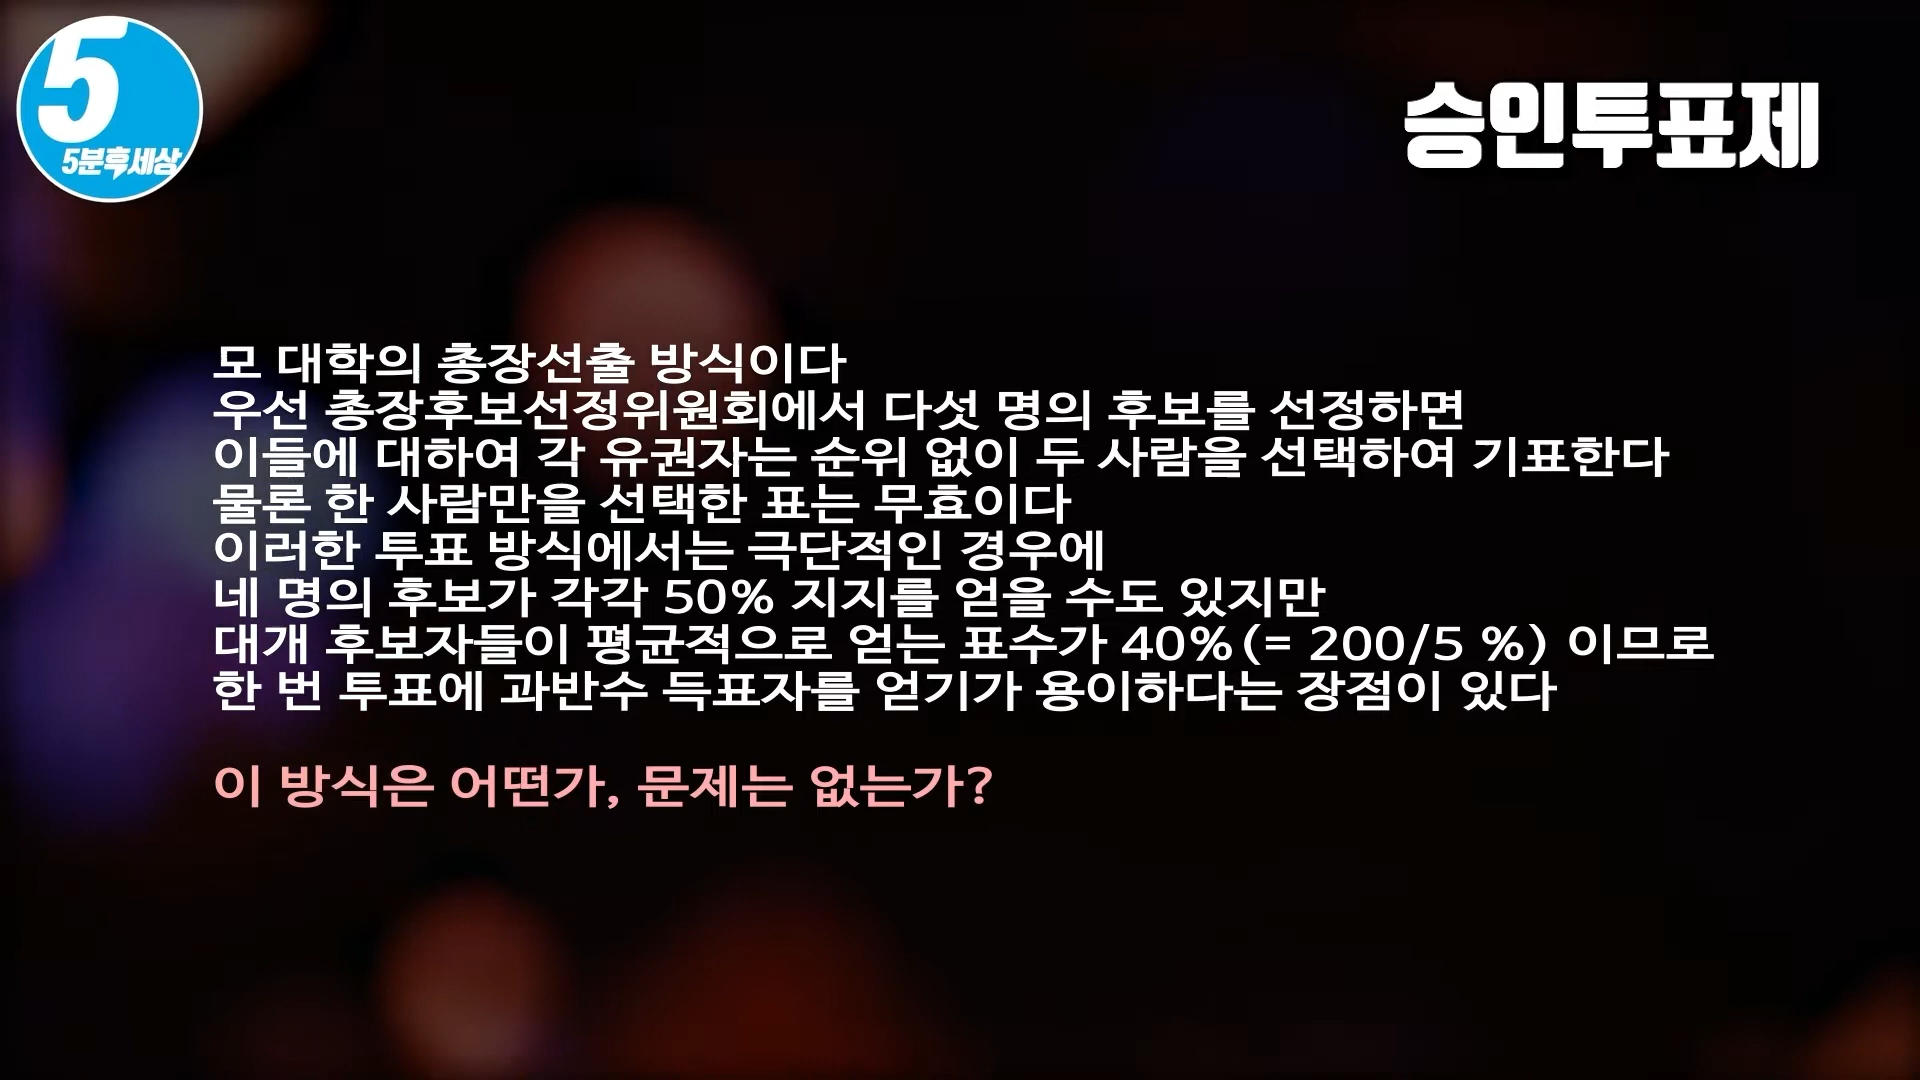 5
5분후세상
승인투표제
모 대학의 총장선출 방식이다
우선 총장후보선정위원회에서 다섯 명의 후보를 선정하면
이들에 대하여 각 유권자는 순위 없이 두 사람을 선택하여 기표한다
물론 한 사람만을 선택한 표는 무효이다
이러한 투표 방식에서는 극단적인 경우에
네 명의 후보가 각각 50% 지지를 얻을 수도 있지만
대개 후보자들이 평균적으로 얻는 표수가 40%(= 200/5 %) 이므로
한 번 투표에 과반수 득표자를 얻기가 용이하다는 장점이 있다
이 방식은 어떤가, 문제는 없는가?